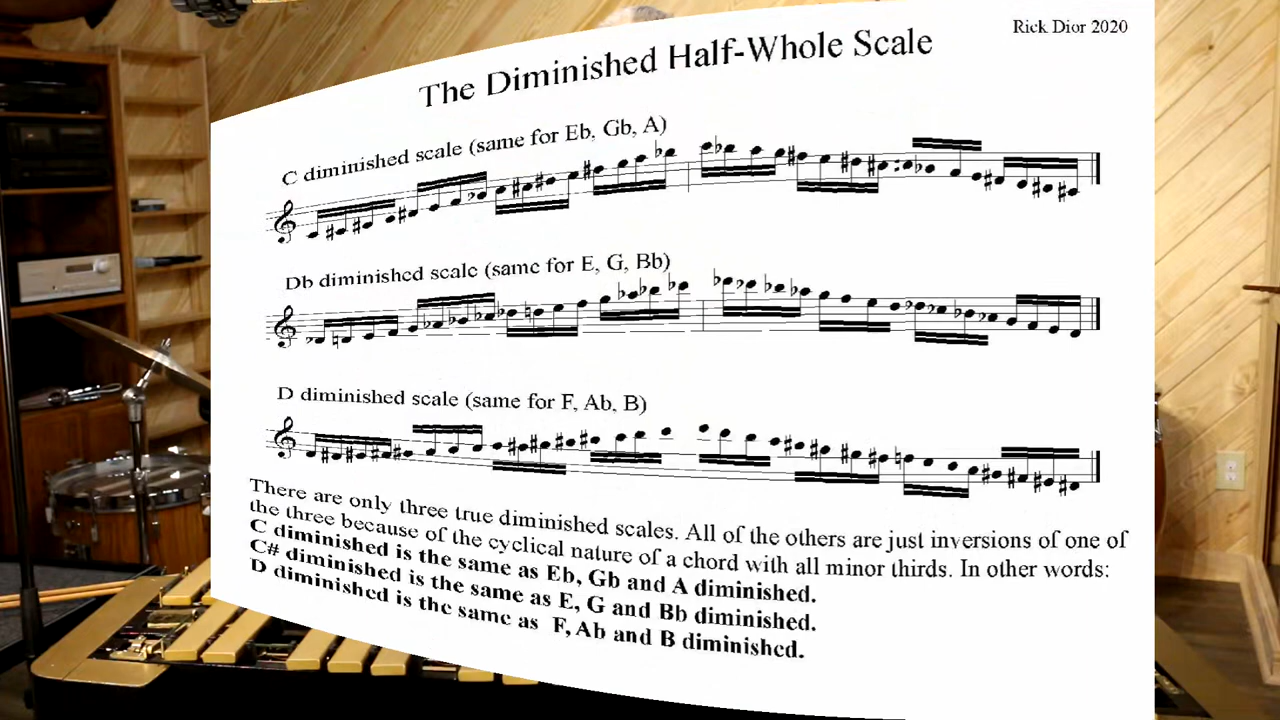 Rick Dior 2020
The Diminished Half-Whole Scale
C diminished scale (same for Eb, Gb, A)
Db diminished scale (same for E, G, Bb)
D diminished scale (same for F, Ab, B)
There are only three true diminished scales. All of the others are just inversions of one of
the three because of the cyclical nature of a chord with all minor thirds. In other words:
C diminished is the same as Eb, Gb and A diminished.
C# diminished is the same as E, G and Bb diminished.
D diminished is the same as F, Ab and B diminished.